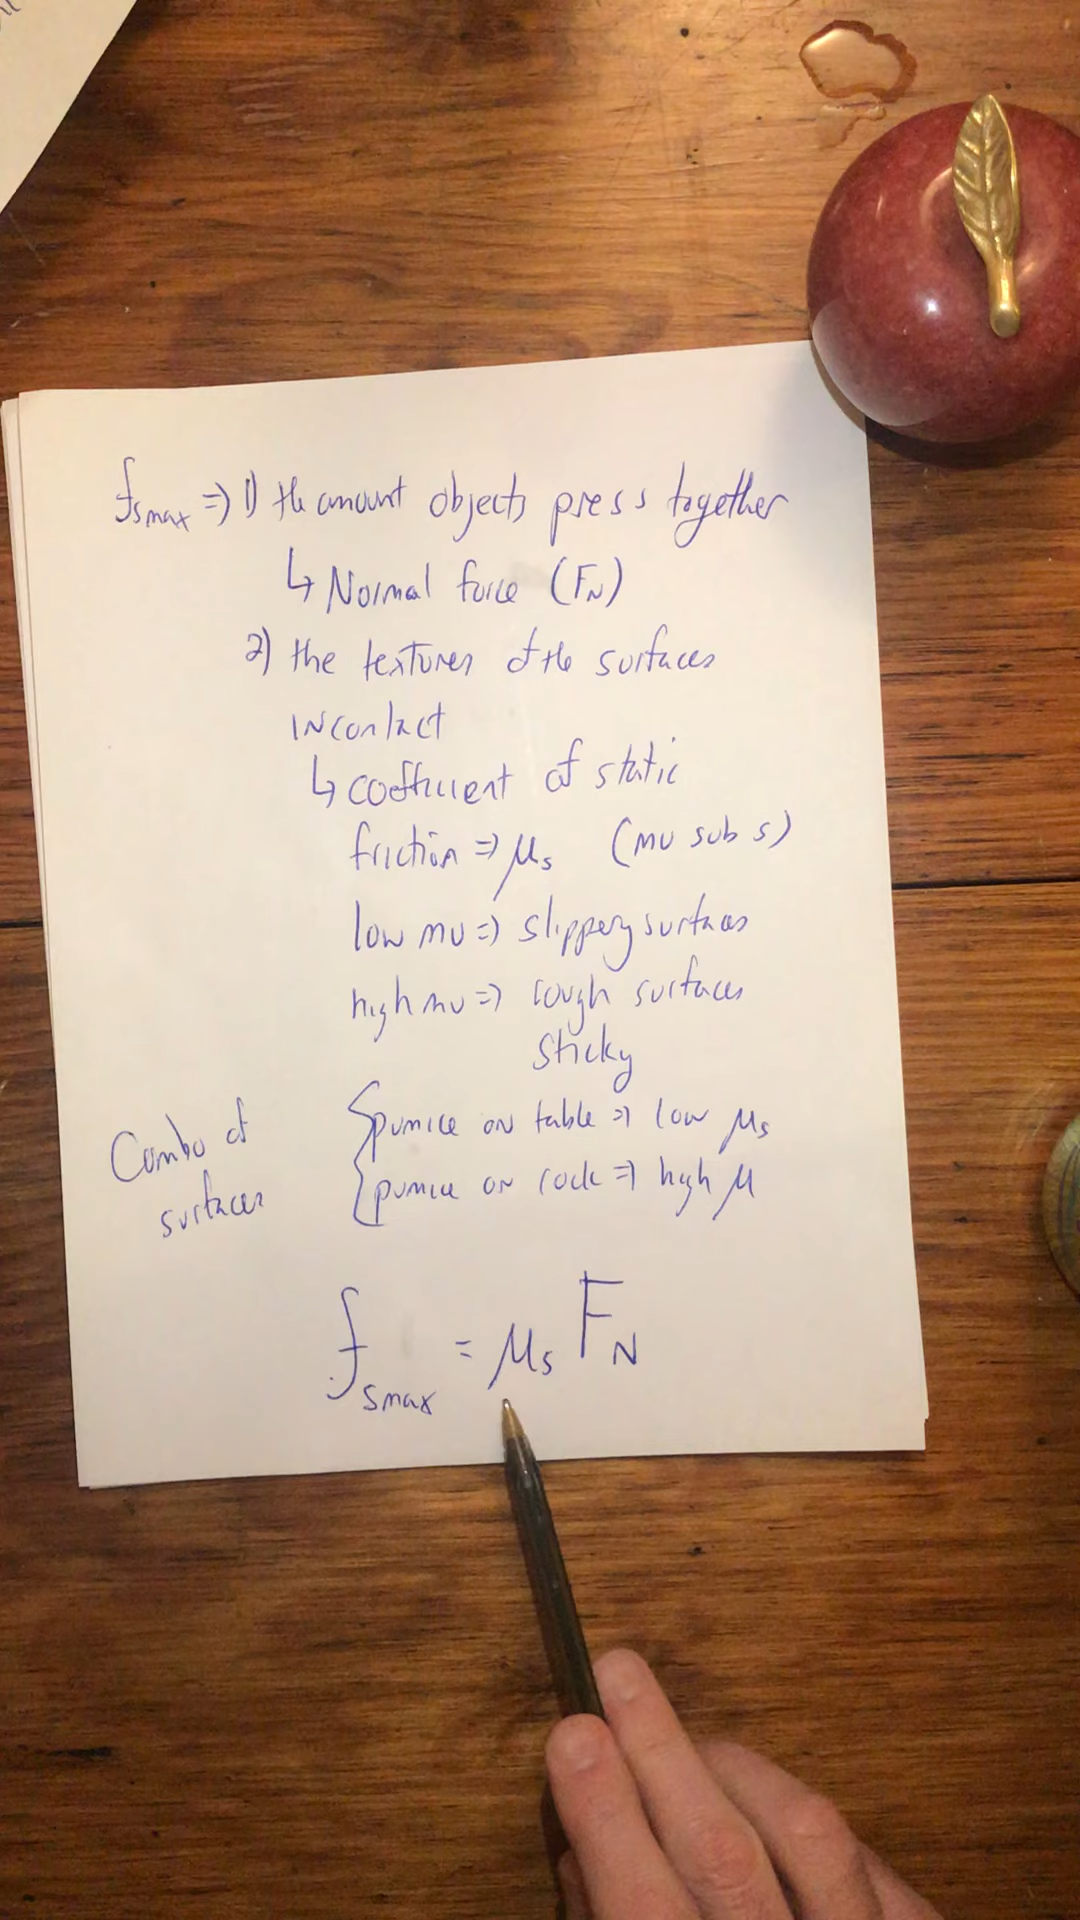 fsmax => 1) the amount objects press together
↳ Normal force (FN)
2) the textures of the surfaces
in contact
↳ coefficient of static
friction => μs (mu sub s)
low mu => slippery surfaces
high mu => rough surfaces
sticky
Combo of surfaces
{ pumice on table => low μs
{ pumice on rock => high μ
fsmax = μs FN